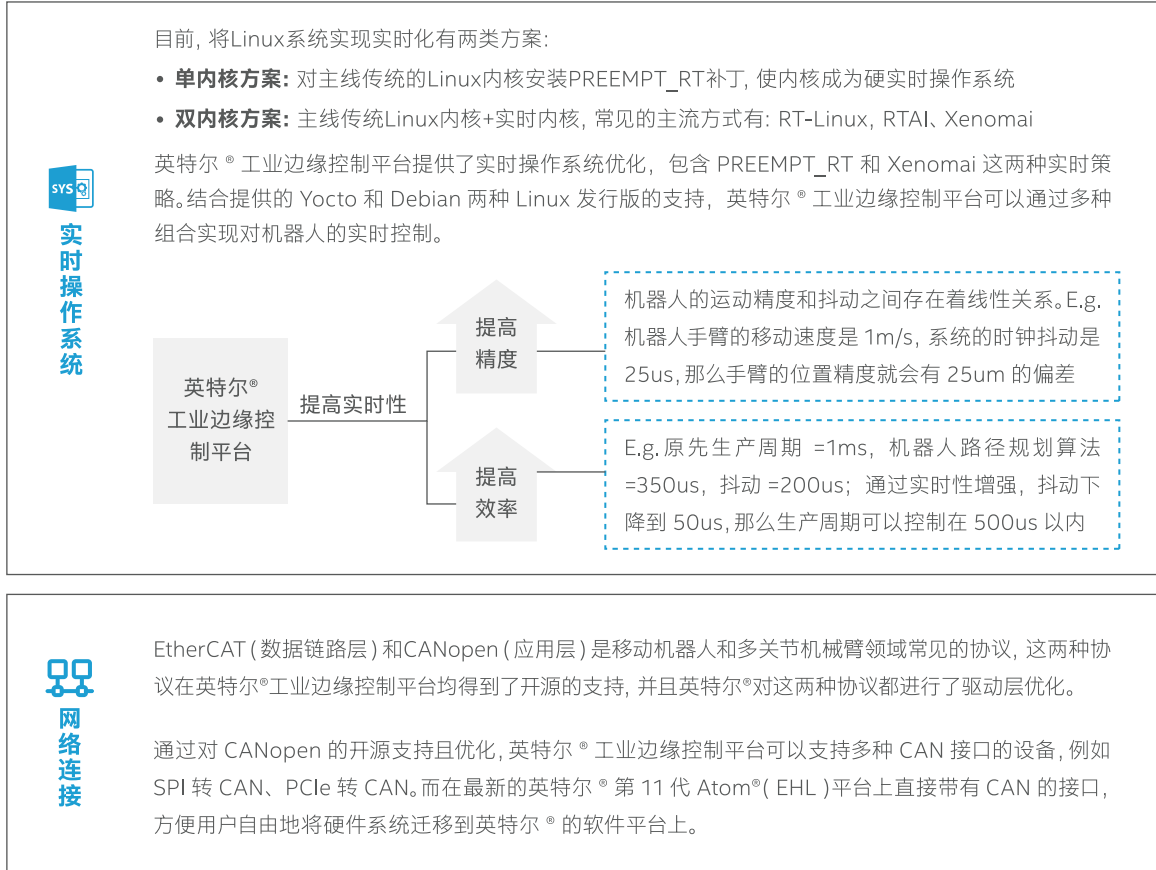 目前, 将Linux系统实现实时化有两类方案:
• 单内核方案: 对主线传统的Linux内核安装PREEMPT_RT补丁, 使内核成为硬实时操作系统
• 双内核方案: 主线传统Linux内核+实时内核, 常见的主流方式有: RT-Linux, RTAI、Xenomai
英特尔 ® 工业边缘控制平台提供了实时操作系统优化, 包含 PREEMPT_RT 和 Xenomai 这两种实时策
略。结合提供的 Yocto 和 Debian 两种 Linux 发行版的支持, 英特尔 ® 工业边缘控制平台可以通过多种
组合实现对机器人的实时控制。
SYS
实时操作系统
英特尔®
工业边缘控
制平台
提高实时性
提高
精度
机器人的运动精度和抖动之间存在着线性关系。E.g.
机器人手臂的移动速度是 1m/s, 系统的时钟抖动是
25us, 那么手臂的位置精度就会有 25um 的偏差
提高
效率
E.g. 原先生产周期 =1ms, 机器人路径规划算法
=350us, 抖动 =200us; 通过实时性增强, 抖动下
降到 50us, 那么生产周期可以控制在 500us 以内
网络连接
EtherCAT ( 数据链路层 ) 和CANopen ( 应用层 ) 是移动机器人和多关节机械臂领域常见的协议, 这两种协
议在英特尔®工业边缘控制平台均得到了开源的支持, 并且英特尔®对这两种协议都进行了驱动层优化。
通过对 CANopen 的开源支持且优化, 英特尔 ® 工业边缘控制平台可以支持多种 CAN 接口的设备, 例如
SPI 转 CAN、PCIe 转 CAN。而在最新的英特尔 ® 第 11 代 Atom®( EHL )平台上直接带有 CAN 的接口,
方便用户自由地将硬件系统迁移到英特尔 ® 的软件平台上。